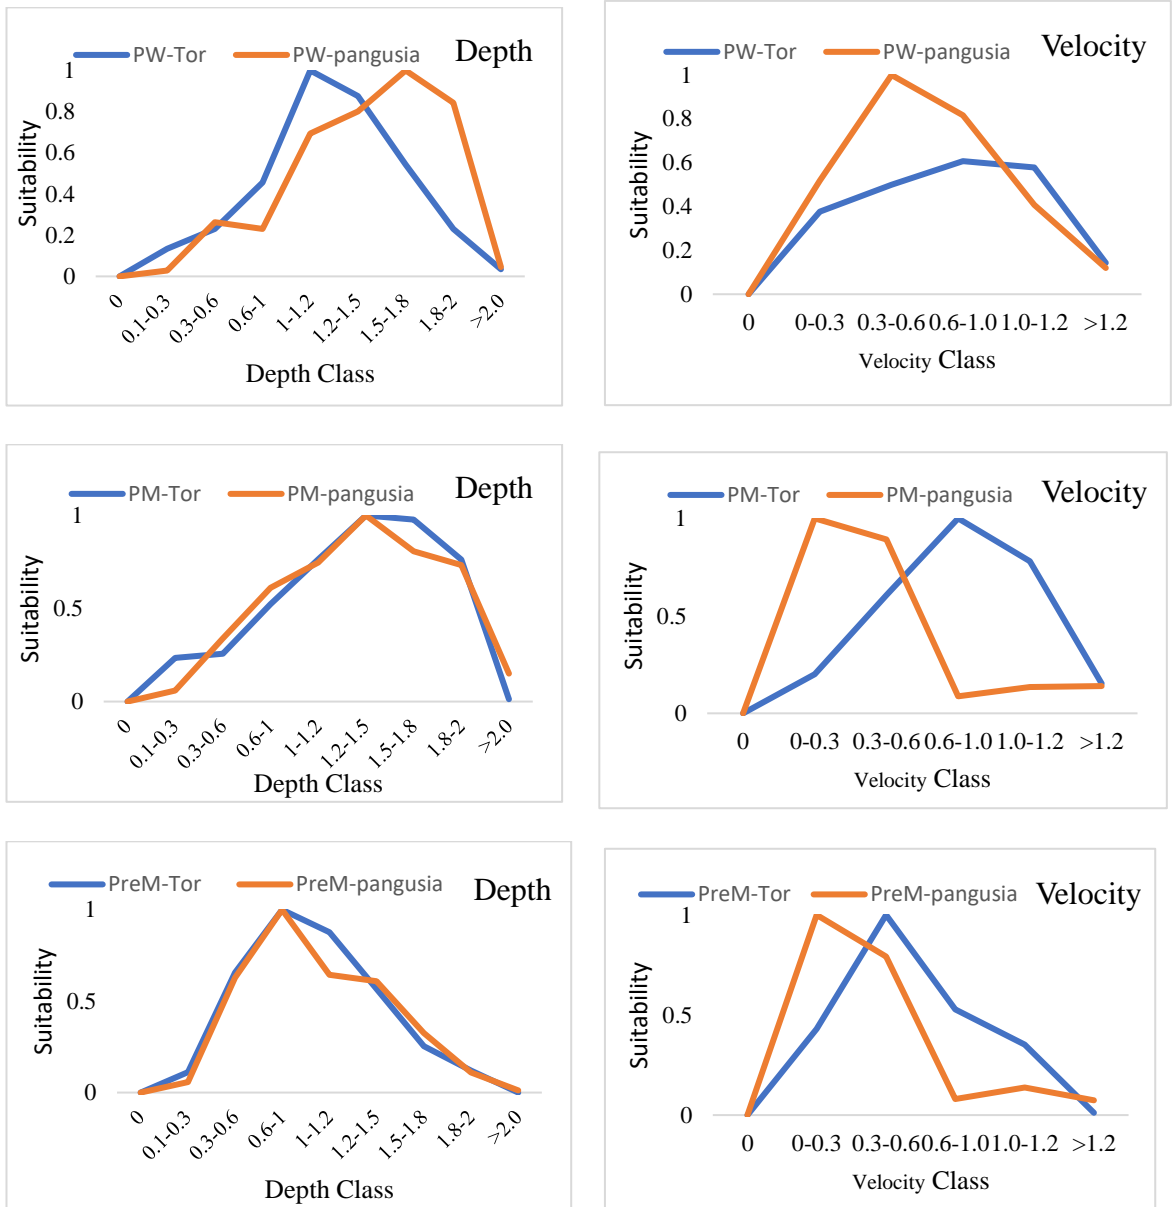 PW-Tor PW-pangusia Depth
1
0.8
0.6
0.4
0.2
0
Suitability
0 0.1-0.3 0.3-0.6 0.6-1 1-1.2 1.2-1.5 1.5-1.8 1.8-2 >2.0
Depth Class
PW-Tor PW-pangusia Velocity
1
0.8
0.6
0.4
0.2
0
Suitability
0 0-0.3 0.3-0.6 0.6-1.0 1.0-1.2 >1.2
Velocity Class
PM-Tor PM-pangusia Depth
1
0.5
0
Suitability
0 0.1-0.3 0.3-0.6 0.6-1 1-1.2 1.2-1.5 1.5-1.8 1.8-2 >2.0
Depth Class
PM-Tor PM-pangusia Velocity
1
0.5
0
Suitability
0 0-0.3 0.3-0.6 0.6-1.0 1.0-1.2 >1.2
Velocity Class
PreM-Tor PreM-pangusia Depth
1
0.5
0
Suitability
0 0.1-0.3 0.3-0.6 0.6-1 1-1.2 1.2-1.5 1.5-1.8 1.8-2 >2.0
Depth Class
PreM-Tor PreM-pangusia Velocity
1
0.5
0
Suitability
0 0-0.3 0.3-0.6 0.6-1.0 1.0-1.2 >1.2
Velocity Class